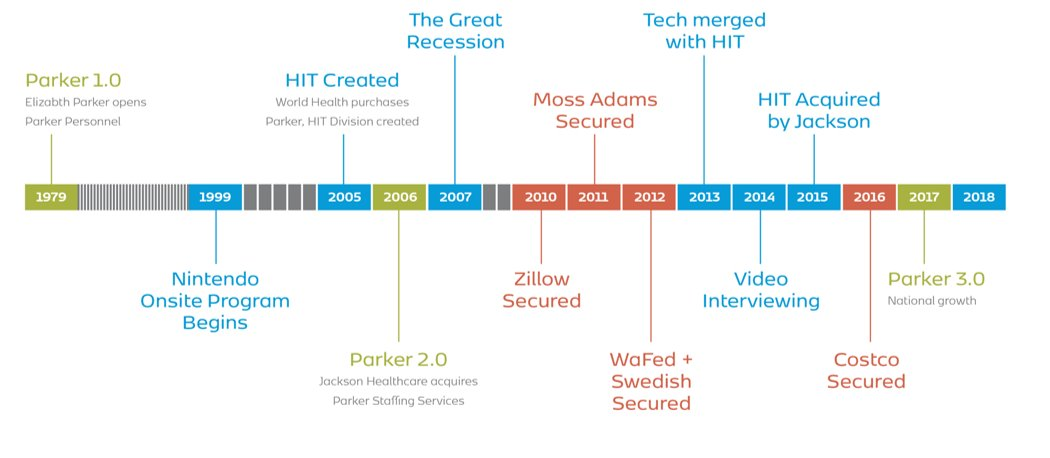 The Great
Recession
Tech merged
with HIT
Parker 1.0
Elizabth Parker opens
Parker Personnel
HIT Created
World Health purchases
Parker, HIT Division created
Moss Adams
Secured
HIT Acquired
by Jackson
1979
1999
2005
2006
2007
2010
2011
2012
2013
2014
2015
2016
2017
2018
Nintendo
Onsite Program
Begins
Zillow
Secured
Video
Interviewing
Parker 3.0
National growth
Parker 2.0
Jackson Healthcare acquires
Parker Staffing Services
WaFed +
Swedish
Secured
Costco
Secured